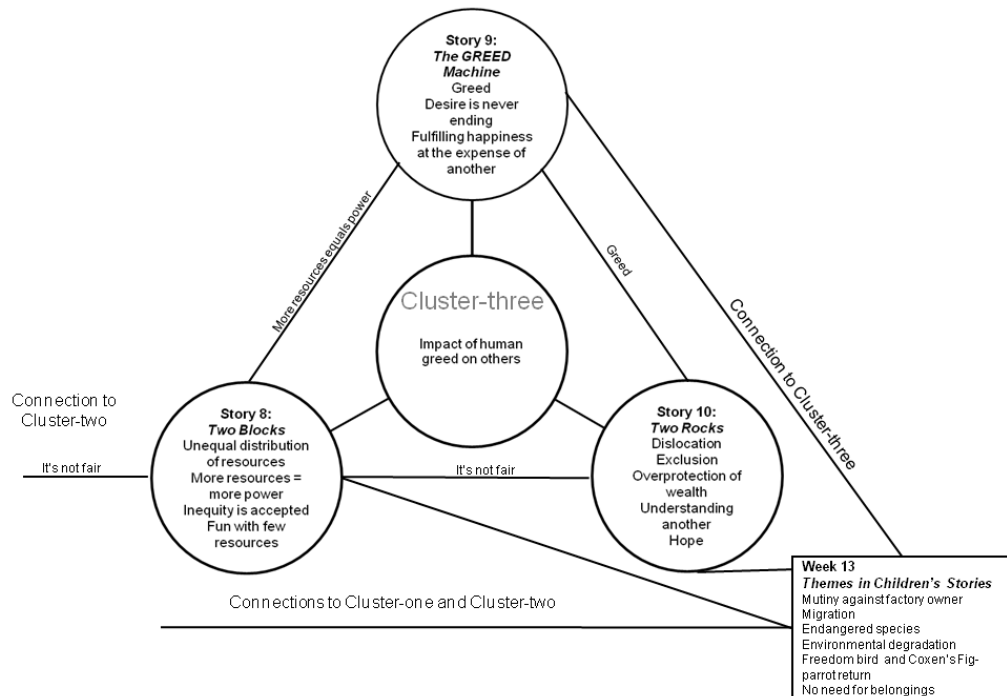 Story 9:
The GREED
Machine
Greed
Desire is never
ending
Fulfilling happiness
at the expense of
another
More resources equals power
Greed
Connection to Cluster-three
Cluster-three
Impact of human
greed on others
Connection to
Cluster-two
It's not fair
Story 8:
Two Blocks
Unequal distribution
of resources
More resources =
more power
Inequity is accepted
Fun with few
resources
It's not fair
Story 10:
Two Rocks
Dislocation
Exclusion
Overprotection of
wealth
Understanding
another
Hope
Connections to Cluster-one and Cluster-two
Week 13
Themes in Children's Stories
Mutiny against factory owner
Migration
Endangered species
Environmental degradation
Freedom bird and Coxen's Fig-
parrot return
No need for belongings